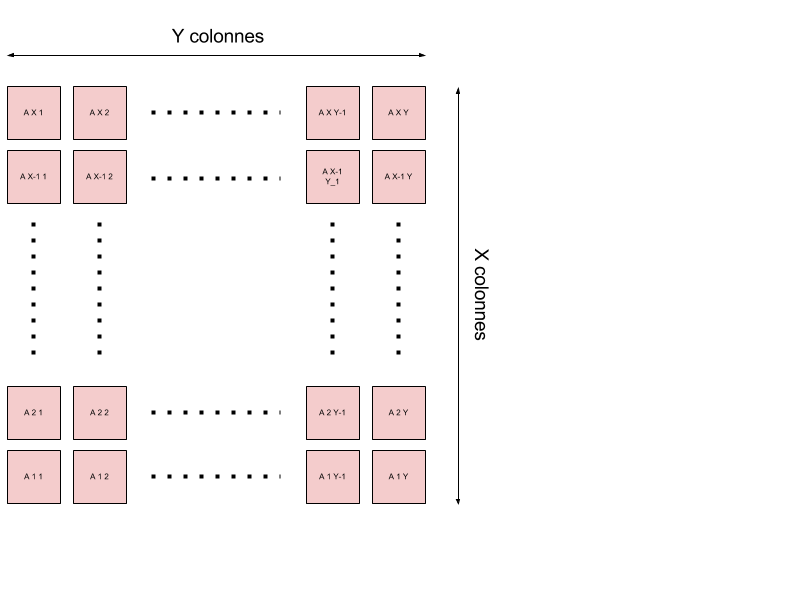 Y colonnes
A X 1
A X 2
A X Y-1
A X Y
A X-1 1
A X-1 2
A X-1
Y_1
A X-1 Y
X colonnes
A 2 1
A 2 2
A 2 Y-1
A 2 Y
A 1 1
A 1 2
A 1 Y-1
A 1 Y